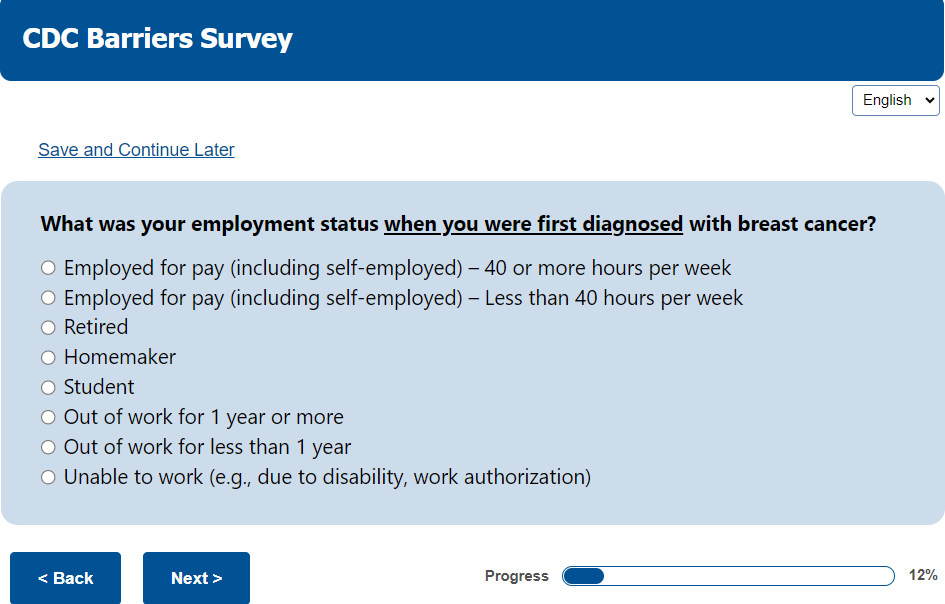 CDC Barriers Survey
English
Save and Continue Later
What was your employment status when you were first diagnosed with breast cancer?
Employed for pay (including self-employed) – 40 or more hours per week
Employed for pay (including self-employed) – Less than 40 hours per week
Retired
Homemaker
Student
Out of work for 1 year or more
Out of work for less than 1 year
Unable to work (e.g., due to disability, work authorization)
< Back
Next >
Progress
12%